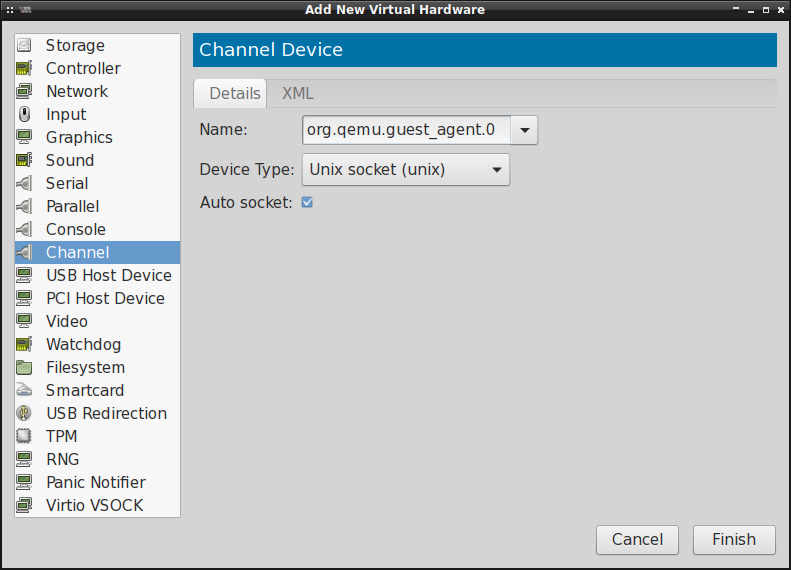 Add New Virtual Hardware
Storage
Controller
Network
Input
Graphics
Sound
Serial
Parallel
Console
Channel
USB Host Device
PCI Host Device
Video
Watchdog
Filesystem
Smartcard
USB Redirection
TPM
RNG
Panic Notifier
Virtio VSOCK
Channel Device
Details XML
Name: org.qemu.guest_agent.0
Device Type: Unix socket (unix)
Auto socket:
Cancel Finish